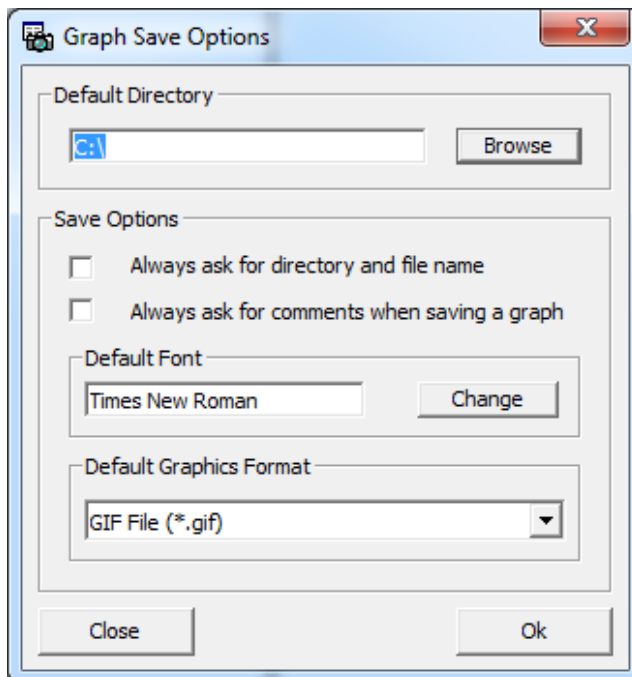 Graph Save Options
Default Directory
C:\
Browse
Save Options
Always ask for directory and file name
Always ask for comments when saving a graph
Default Font
Times New Roman
Change
Default Graphics Format
GIF File (*.gif)
Close
Ok